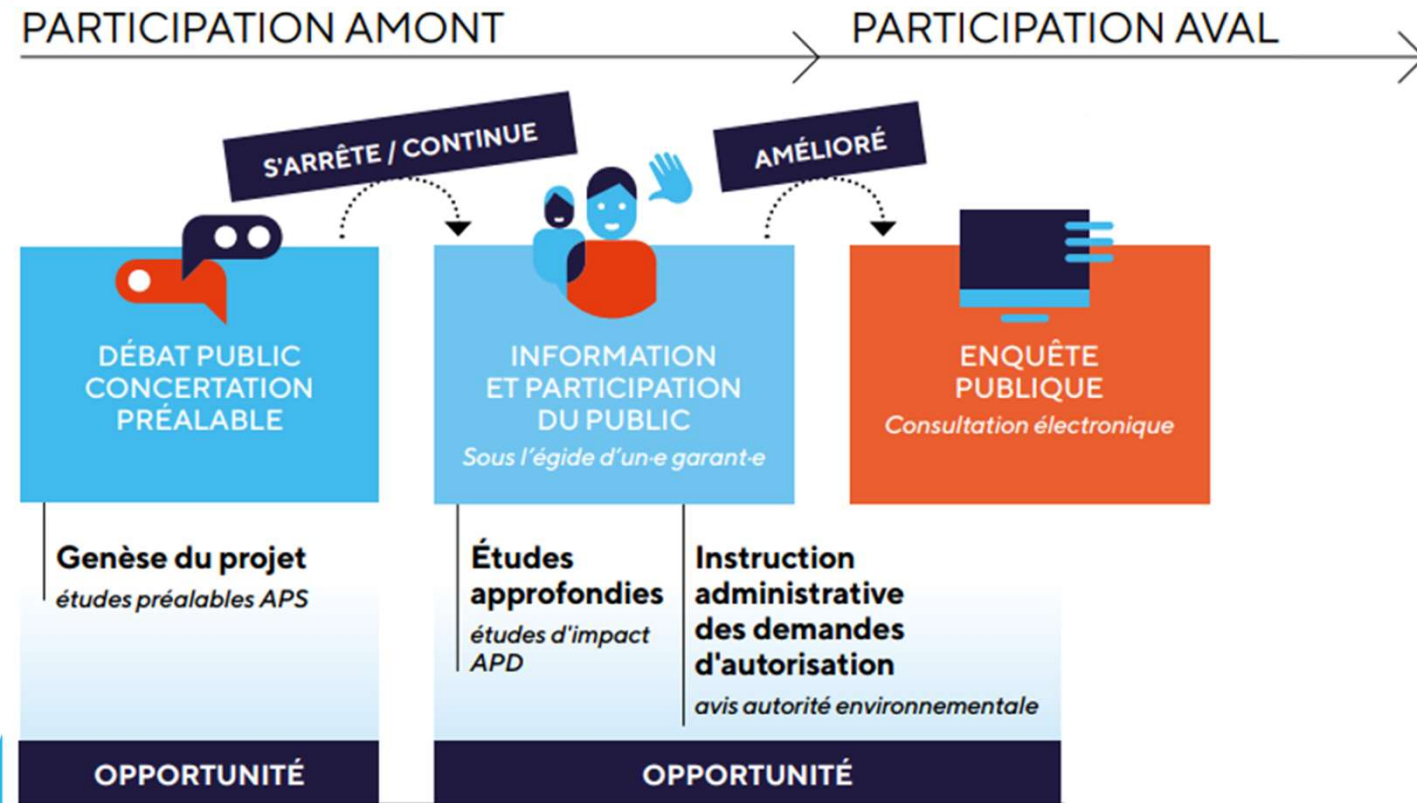 PARTICIPATION AMONT
PARTICIPATION AVAL
S'ARRÊTE / CONTINUE
AMÉLIORÉ
DÉBAT PUBLIC
CONCERTATION
PRÉALABLE
INFORMATION
ET PARTICIPATION
DU PUBLIC
Sous l'égide d'un·e garant·e
ENQUÊTE
PUBLIQUE
Consultation électronique
Genèse du projet
études préalables APS
Études
approfondies
études d'impact
APD
Instruction
administrative
des demandes
d'autorisation
avis autorité environnementale
OPPORTUNITÉ
OPPORTUNITÉ